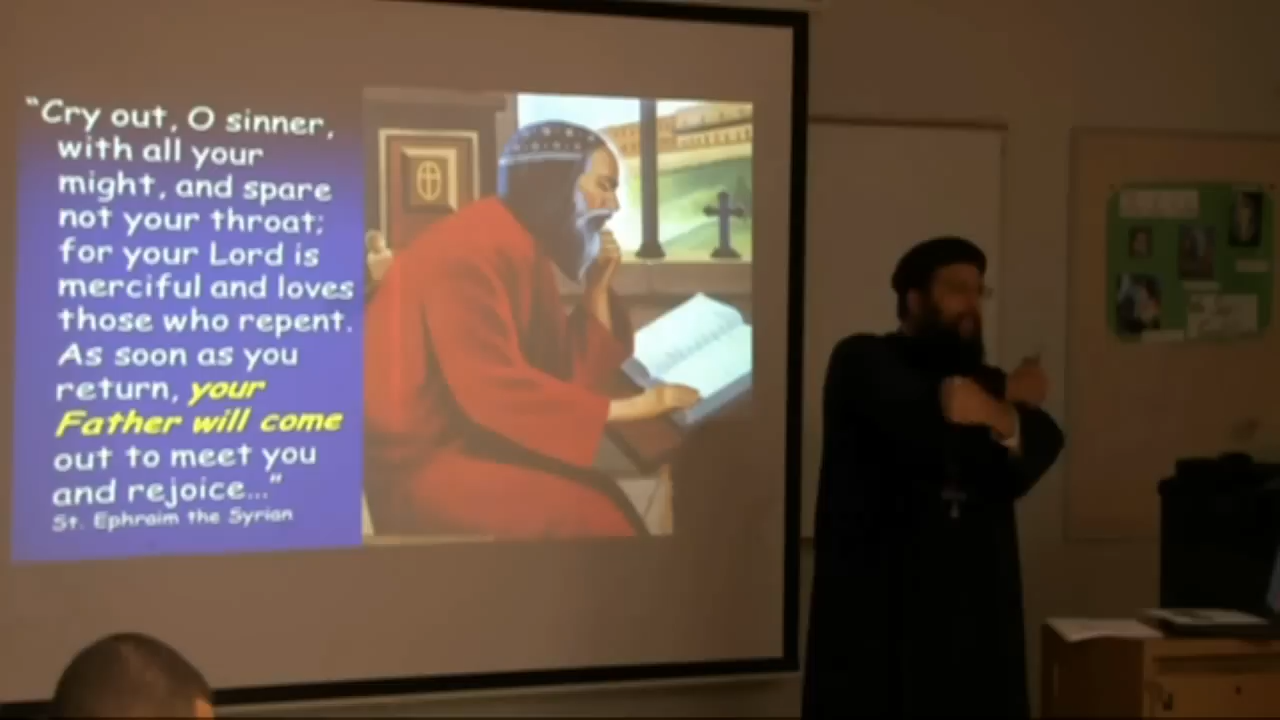 “Cry out, O sinner,
with all your
might, and spare
not your throat;
for your Lord is
merciful and loves
those who repent.
As soon as you
return, your
Father will come
out to meet you
and rejoice…”
St. Ephraim the Syrian